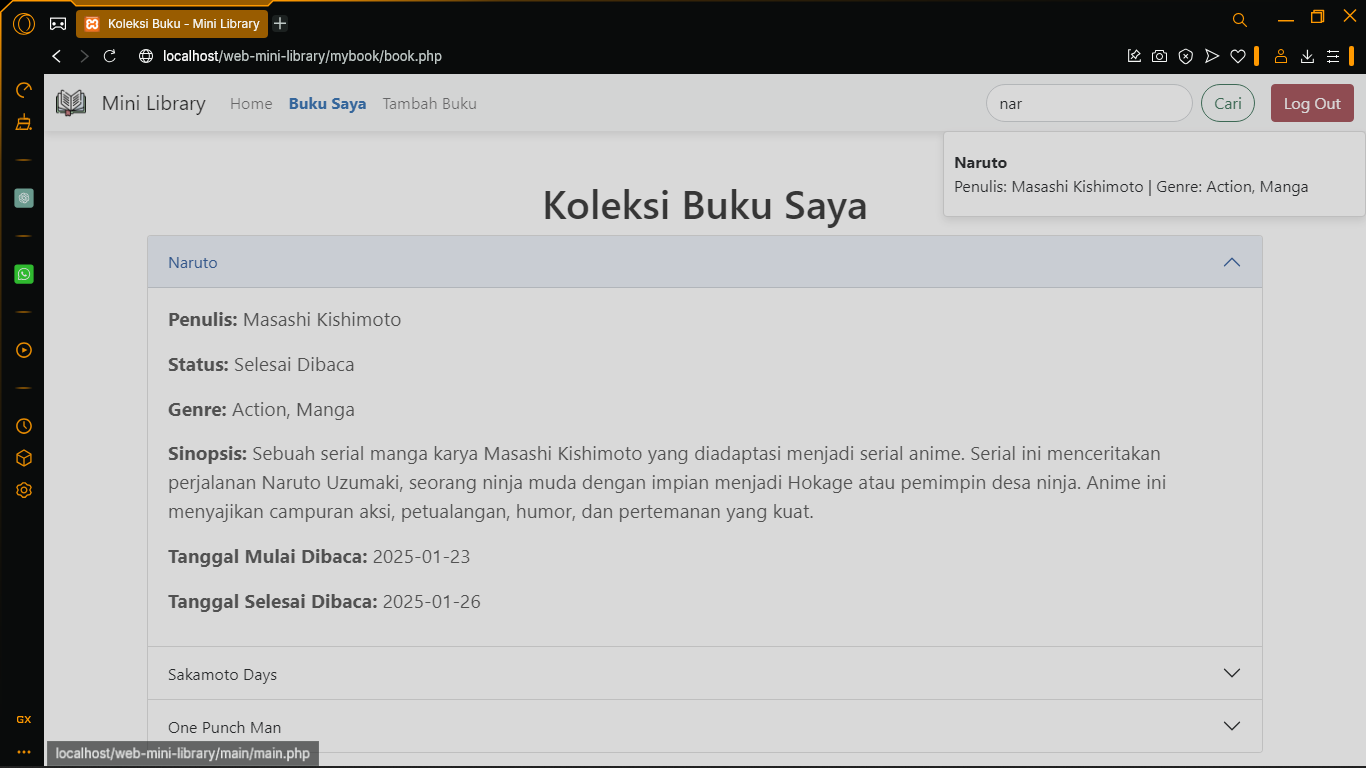 Koleksi Buku - Mini Library
localhost/web-mini-library/mybook/book.php
Mini Library Home Buku Saya Tambah Buku nar Cari Log Out
Naruto
Penulis: Masashi Kishimoto | Genre: Action, Manga
Koleksi Buku Saya
Naruto
Penulis: Masashi Kishimoto
Status: Selesai Dibaca
Genre: Action, Manga
Sinopsis: Sebuah serial manga karya Masashi Kishimoto yang diadaptasi menjadi serial anime. Serial ini menceritakan
perjalanan Naruto Uzumaki, seorang ninja muda dengan impian menjadi Hokage atau pemimpin desa ninja. Anime ini
menyajikan campuran aksi, petualangan, humor, dan pertemanan yang kuat.
Tanggal Mulai Dibaca: 2025-01-23
Tanggal Selesai Dibaca: 2025-01-26
Sakamoto Days
One Punch Man
GX
localhost/web-mini-library/main/main.php